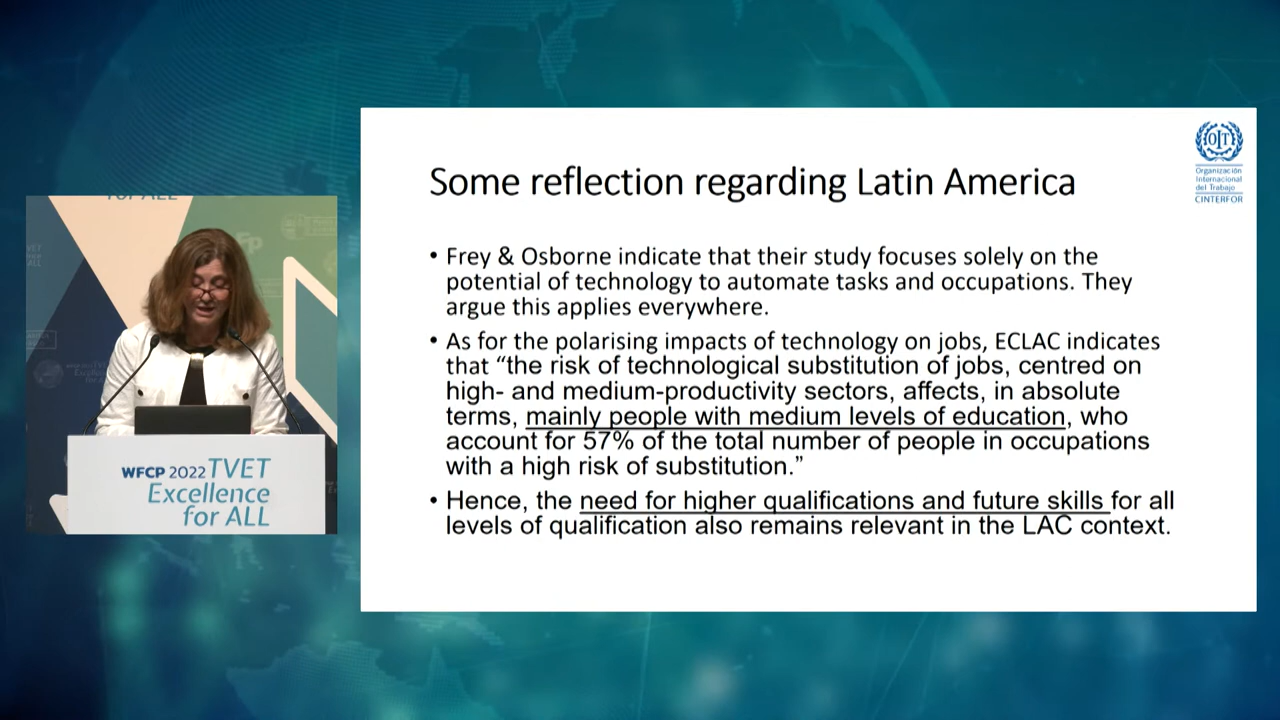 Some reflection regarding Latin America
• Frey & Osborne indicate that their study focuses solely on the
potential of technology to automate tasks and occupations. They
argue this applies everywhere.
• As for the polarising impacts of technology on jobs, ECLAC indicates
that “the risk of technological substitution of jobs, centred on
high- and medium-productivity sectors, affects, in absolute
terms, mainly people with medium levels of education, who
account for 57% of the total number of people in occupations
with a high risk of substitution.”
• Hence, the need for higher qualifications and future skills for all
levels of qualification also remains relevant in the LAC context.
OIT
Organización
Internacional
del Trabajo
CINTERFOR
for ALL
WFCP 2022 TVET
Excellence
for ALL